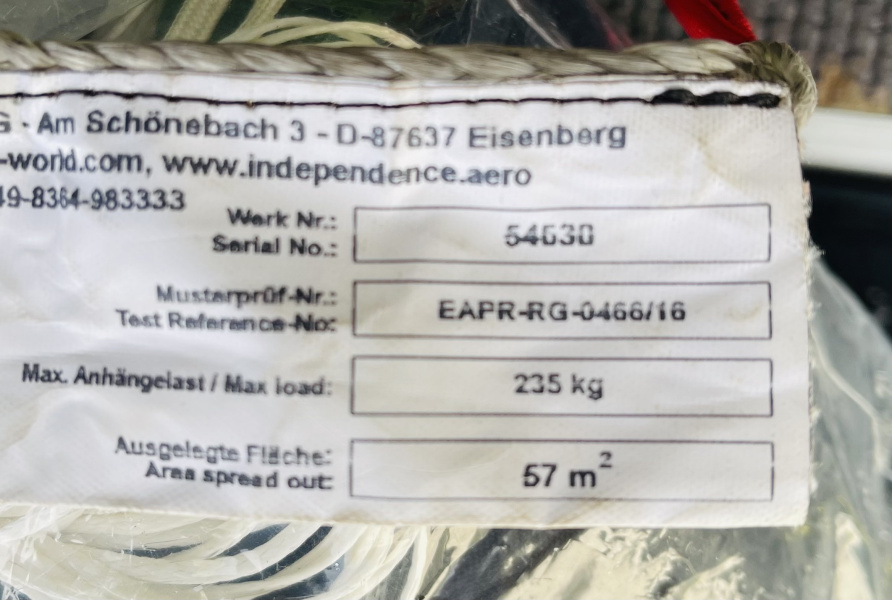 G - Am Schönebach 3 - D-87637 Eisenberg
-world.com, www.independence.aero
49-8364-983333
Werk Nr.:
Serial No.:
54630
Musterprüf-Nr.:
Test Reference-No:
EAPR-RG-0466/16
Max. Anhängelast / Max load:
235 kg
Ausgelegte Fläche:
Area spread out:
57 m²